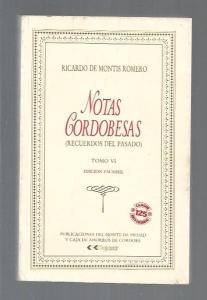 RICARDO DE MONTIS ROMERO
NOTAS
CORDOBESAS
(RECUERDOS DEL PASADO)
TOMO VI
EDICION FACSIMIL
125
PUBLICACIONES DEL MONTE DE PIEDAD
Y CAJA DE AHORROS DE CORDOBA